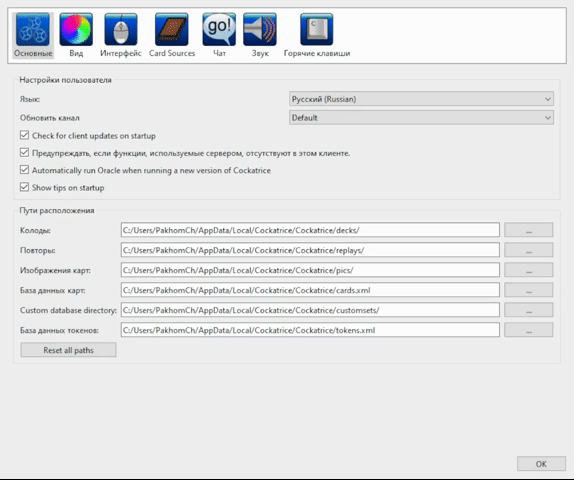 go!
Основные Вид Интерфейс Card Sources Чат Звук Горячие клавиши
Настройки пользователя
Язык: Русский (Russian)
Обновить канал Default
Check for client updates on startup
Предупреждать, если функции, используемые сервером, отсутствуют в этом клиенте.
Automatically run Oracle when running a new version of Cockatrice
Show tips on startup
Пути расположения
Колоды: C:/Users/PakhomCh/AppData/Local/Cockatrice/Cockatrice/decks/ ...
Повторы: C:/Users/PakhomCh/AppData/Local/Cockatrice/Cockatrice/replays/ ...
Изображения карт: C:/Users/PakhomCh/AppData/Local/Cockatrice/Cockatrice/pics/ ...
База данных карт: C:/Users/PakhomCh/AppData/Local/Cockatrice/Cockatrice/cards.xml ...
Custom database directory: C:/Users/PakhomCh/AppData/Local/Cockatrice/Cockatrice/customsets/ ...
База данных токенов: C:/Users/PakhomCh/AppData/Local/Cockatrice/Cockatrice/tokens.xml ...
Reset all paths
OK